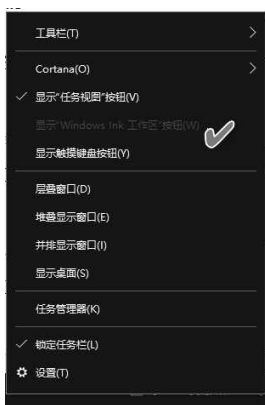 工具栏(T)
Cortana(O)
显示"任务视图"按钮(V)
显示"Windows Ink 工作区"按钮(W)
显示触摸键盘按钮(Y)
层叠窗口(D)
堆叠显示窗口(E)
并排显示窗口(I)
显示桌面(S)
任务管理器(K)
锁定任务栏(L)
设置(T)